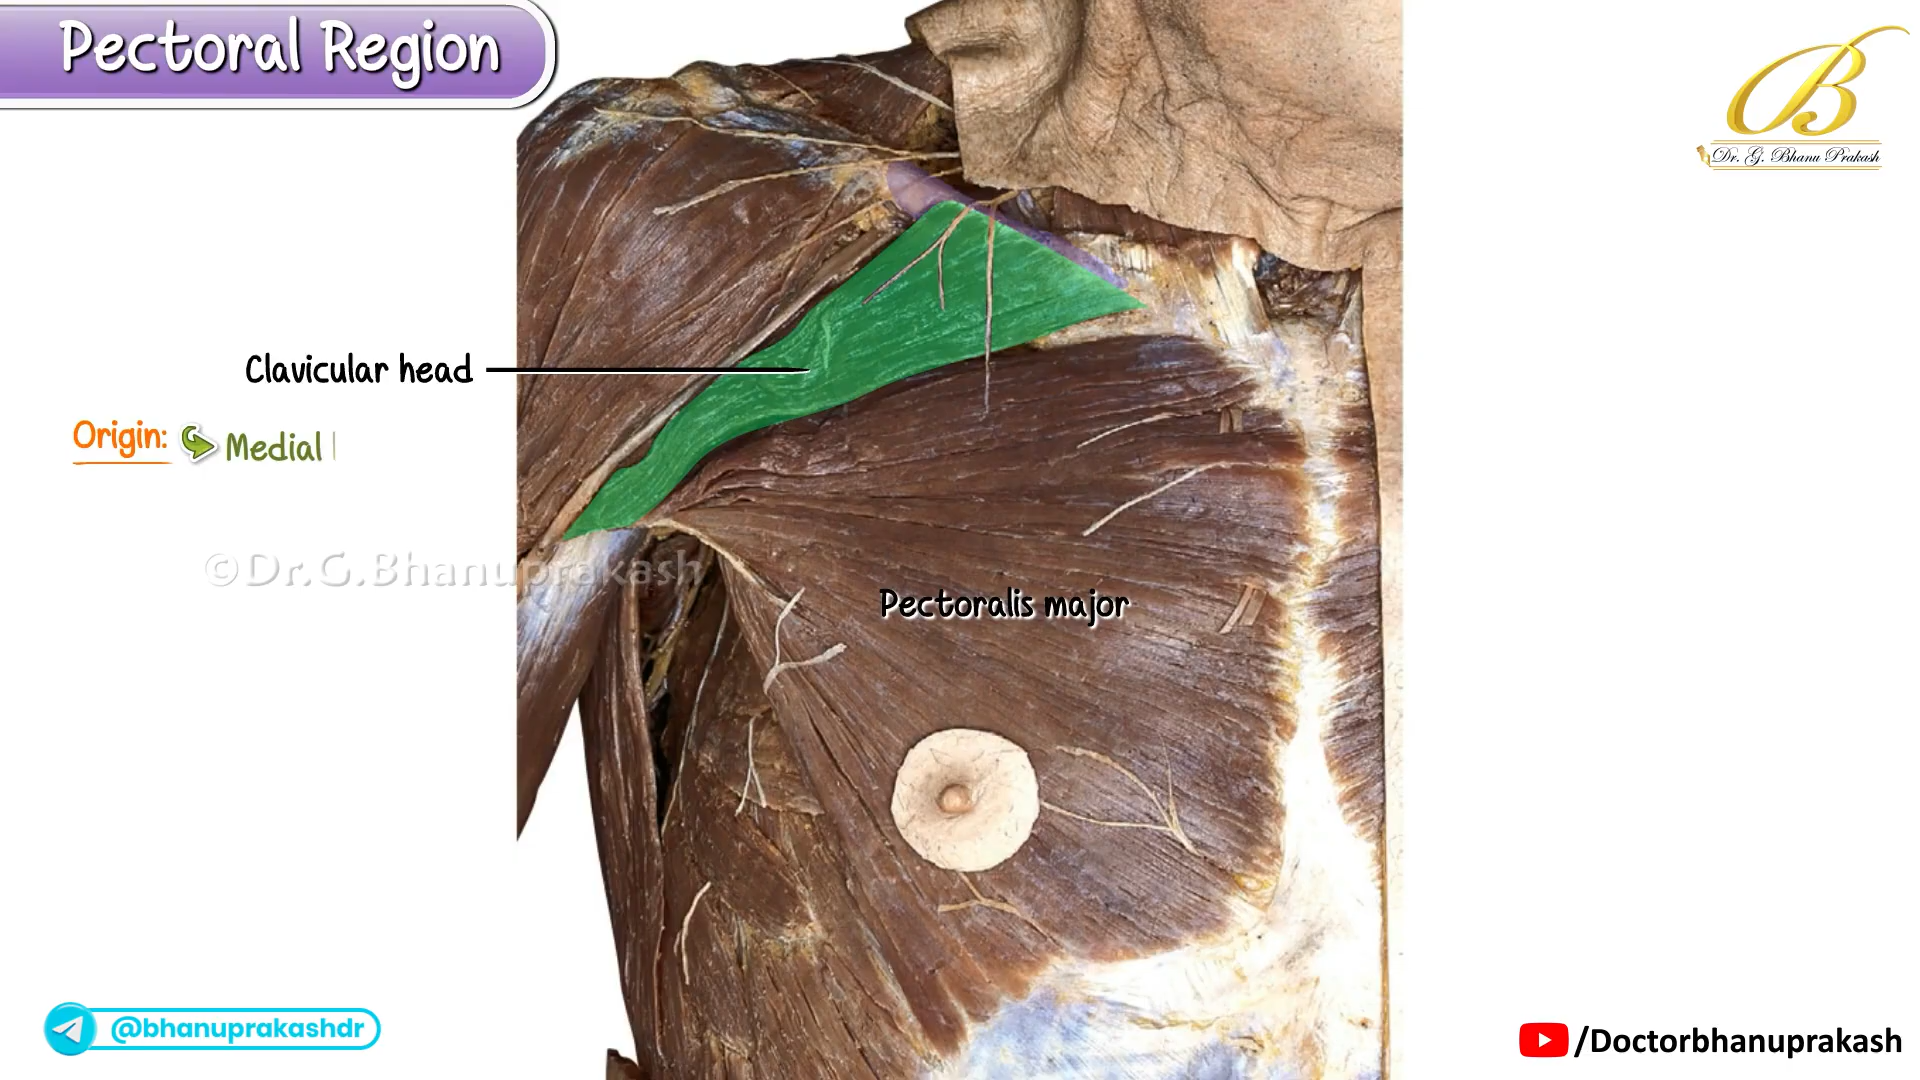 Pectoral Region
B
Dr. G. Bhanu Prakash
Clavicular head
Origin: Medial
©Dr.G.Bhanuprakash
Pectoralis major
@bhanuprakashdr
/Doctorbhanuprakash